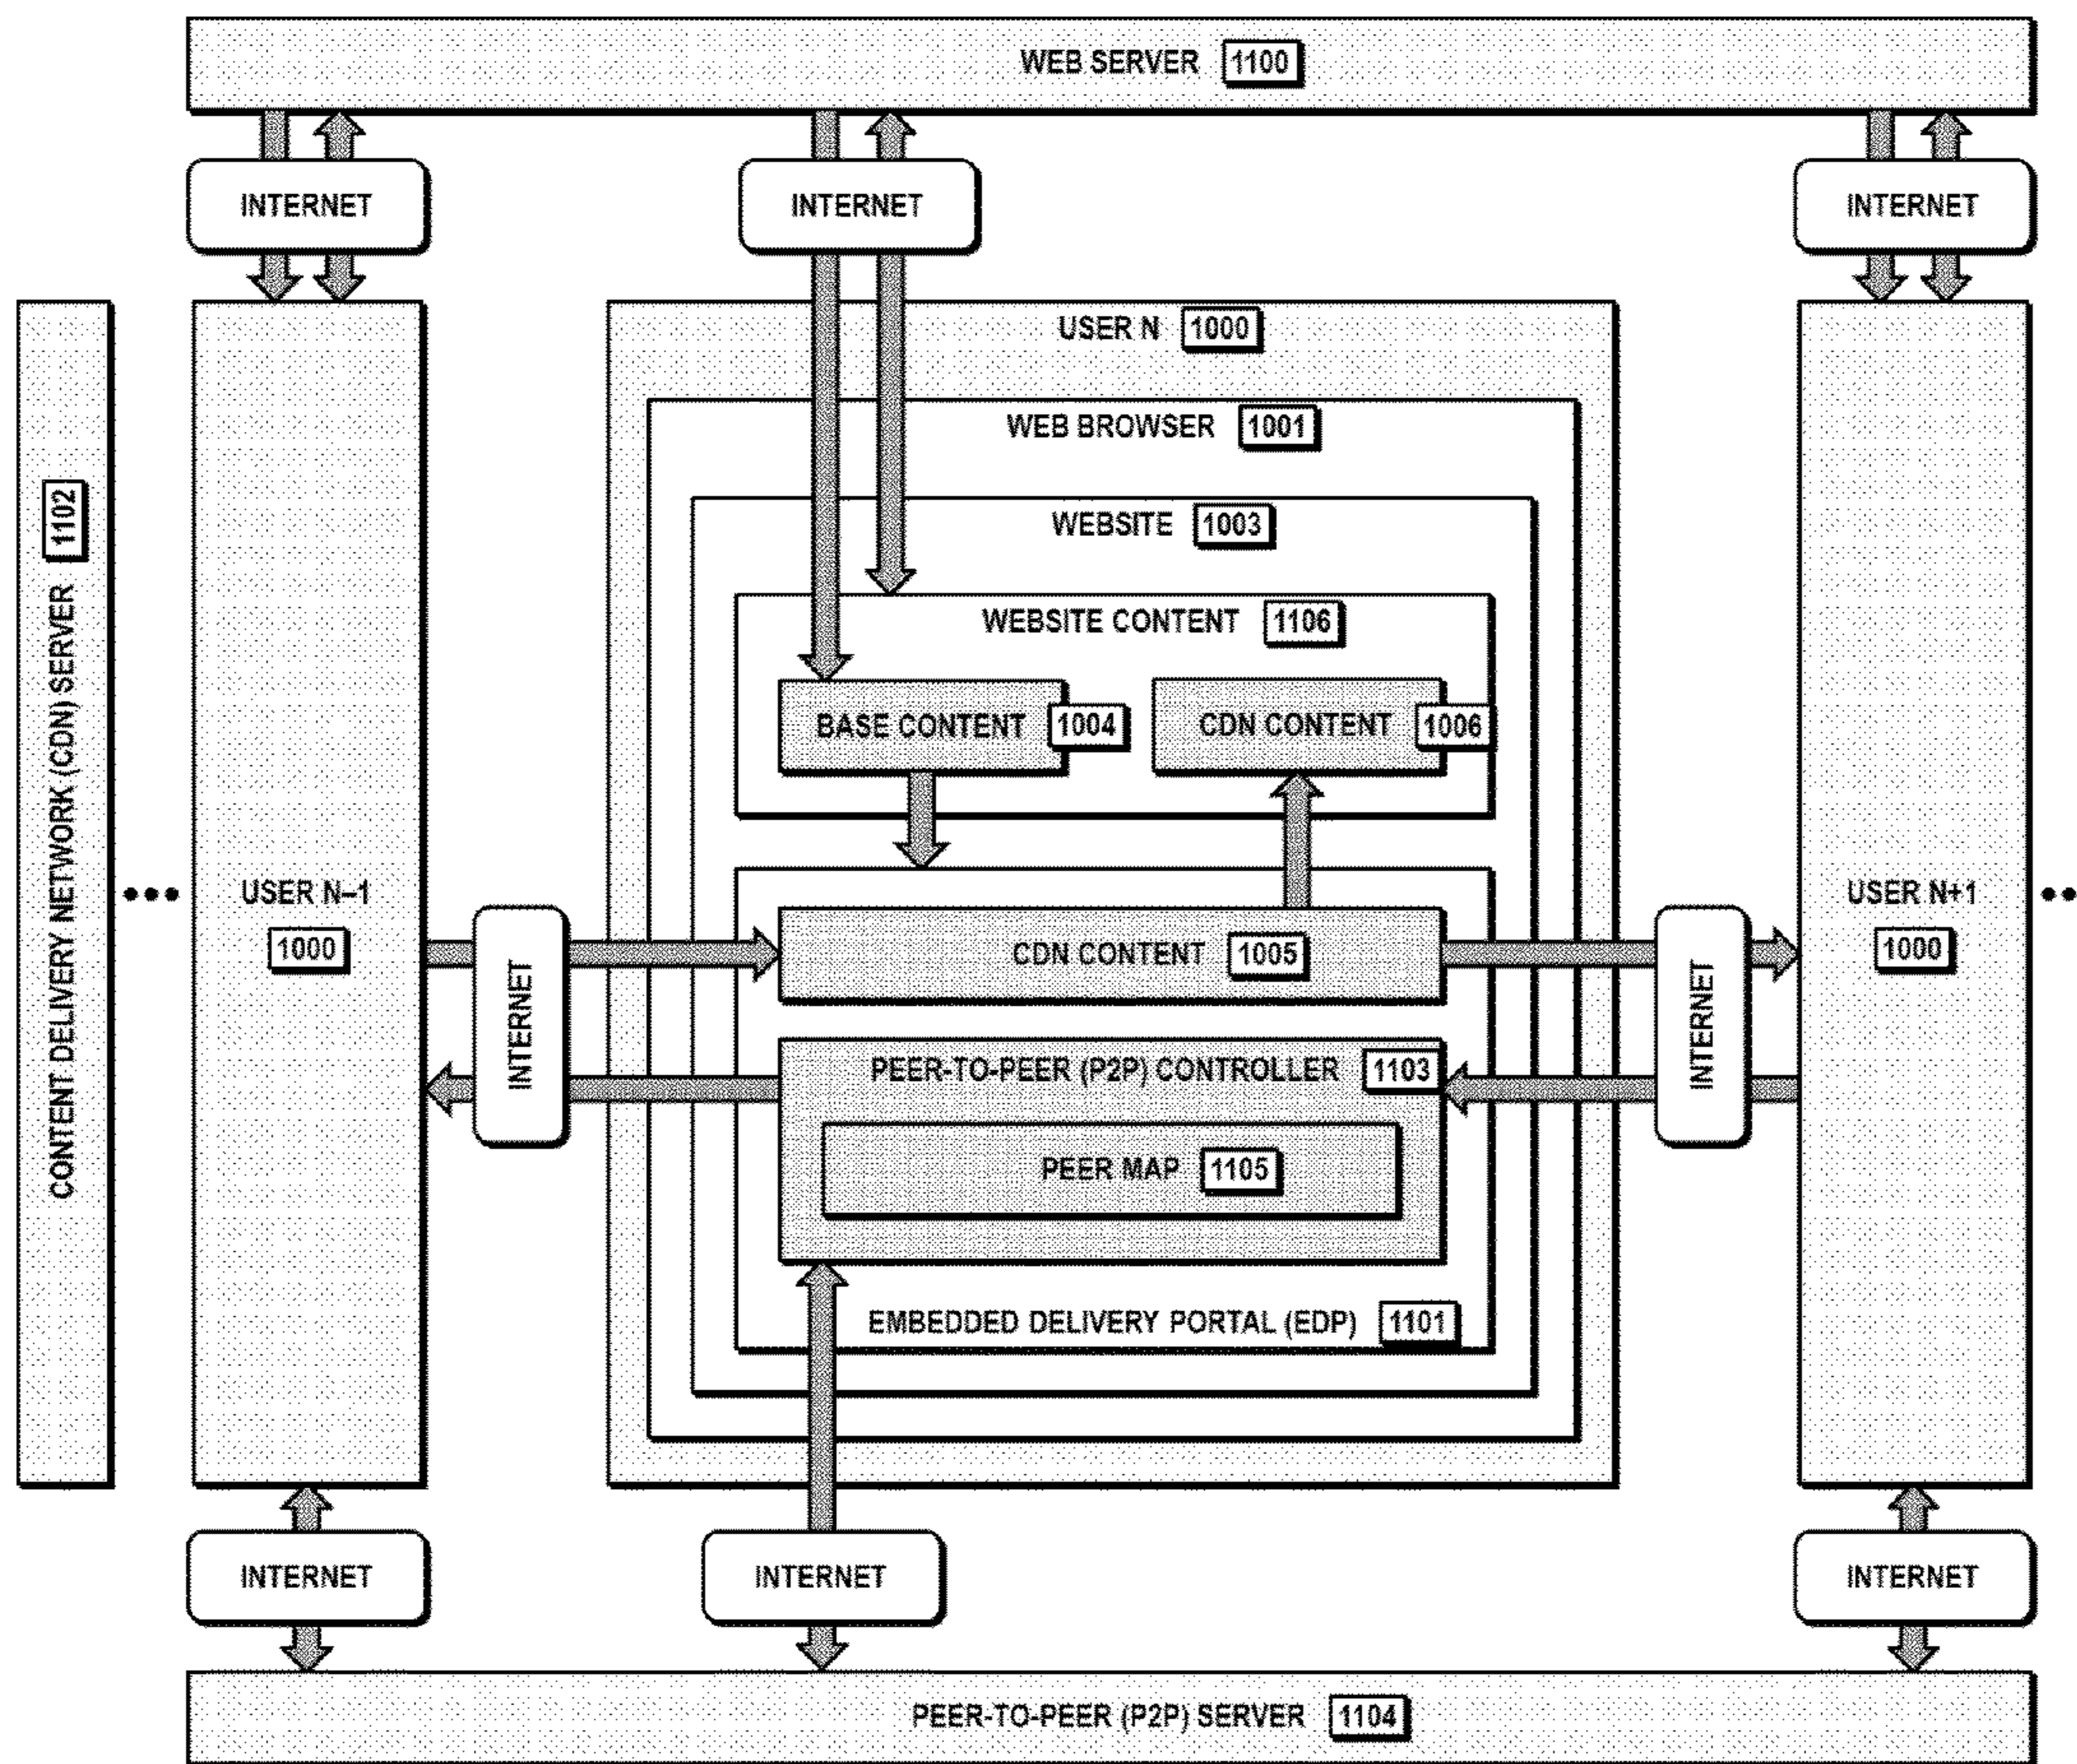 WEB SERVER 1100
INTERNET
INTERNET
INTERNET
USER N 1000
WEB BROWSER 1001
WEBSITE 1003
WEBSITE CONTENT 1106
BASE CONTENT 1004
CDN CONTENT 1006
CONTENT DELIVERY NETWORK (CDN) SERVER 1102
USER N–1
1000
USER N+1
1000
INTERNET
CDN CONTENT 1005
INTERNET
PEER-TO-PEER (P2P) CONTROLLER 1103
PEER MAP 1105
EMBEDDED DELIVERY PORTAL (EDP) 1101
INTERNET
INTERNET
INTERNET
PEER-TO-PEER (P2P) SERVER 1104